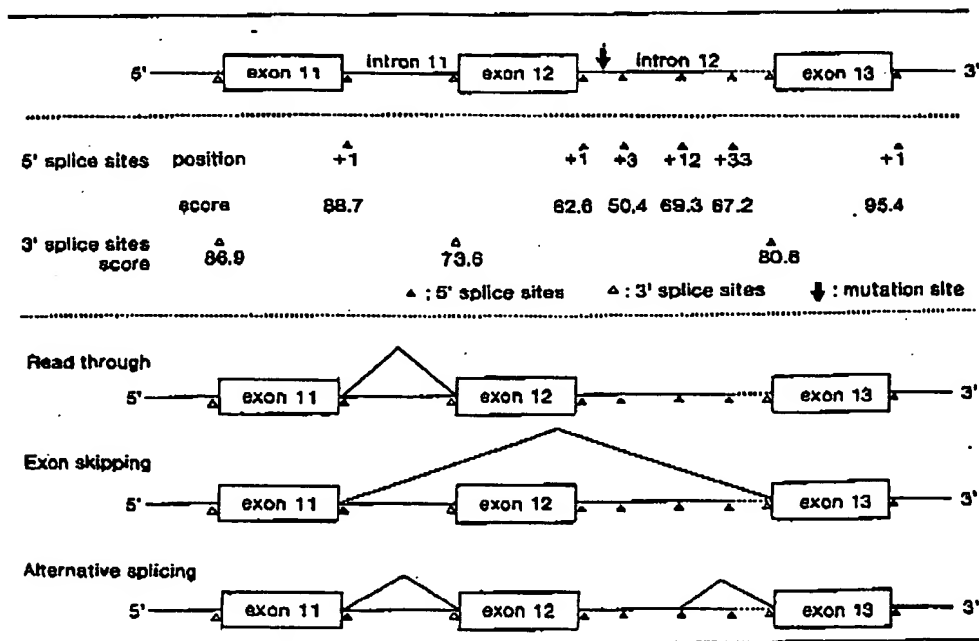 5' exon 11 intron 11 exon 12 intron 12 exon 13 3'
5' splice sites position +1 +1 +3 +12 +33 +1
score 88.7 62.6 50,4 69.3 67.2 95.4
3' splice sites
score 86.9 73.6 80.8
▲ : 5' splice sites △ : 3' splice sites ⬇ : mutation site
Read through
5' exon 11 exon 12 exon 13 3'
Exon skipping
5' exon 11 exon 12 exon 13 3'
Alternative splicing
5' exon 11 exon 12 exon 13 3'